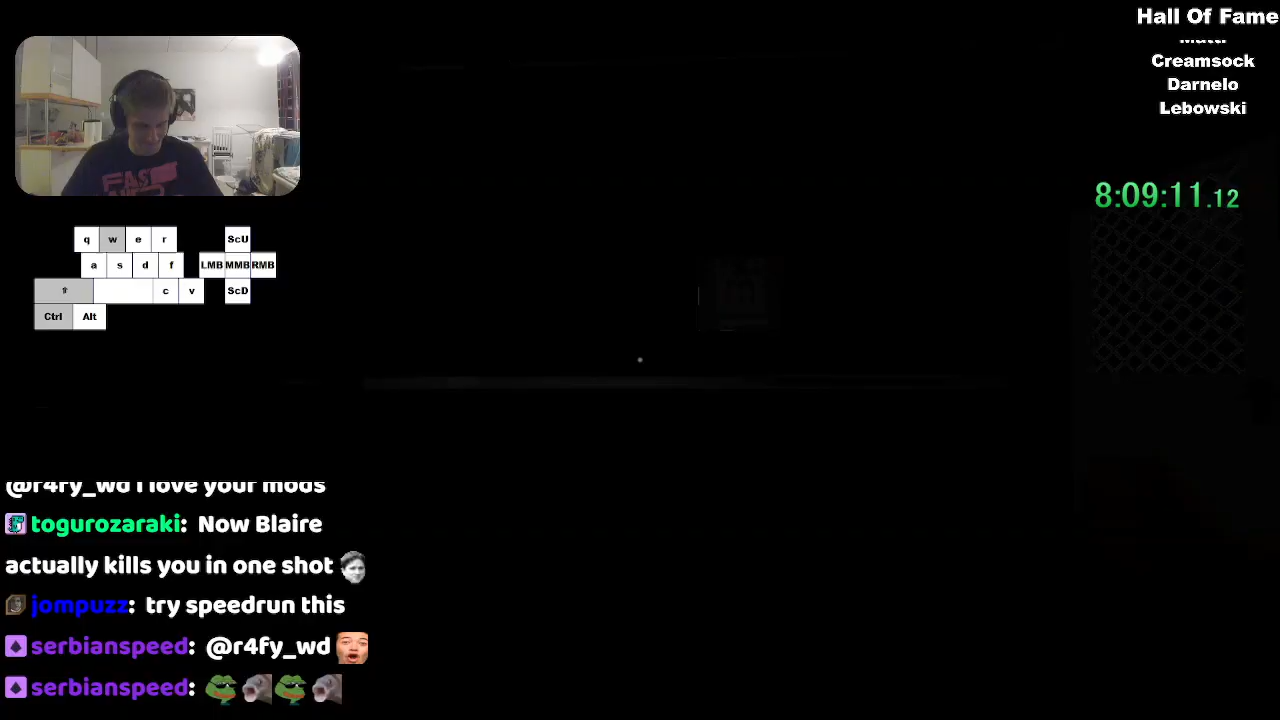 Hall Of Fame
Matti
Creamsock
Darnelo
Lebowski
8:09:11.12
q w e r ScU
a s d f LMB MMB RMB
⇧ c v ScD
Ctrl Alt
@r4fy_wd I love your mods
togurozaraki: Now Blaire
actually kills you in one shot
jompuzz: try speedrun this
serbianspeed: @r4fy_wd
serbianspeed: